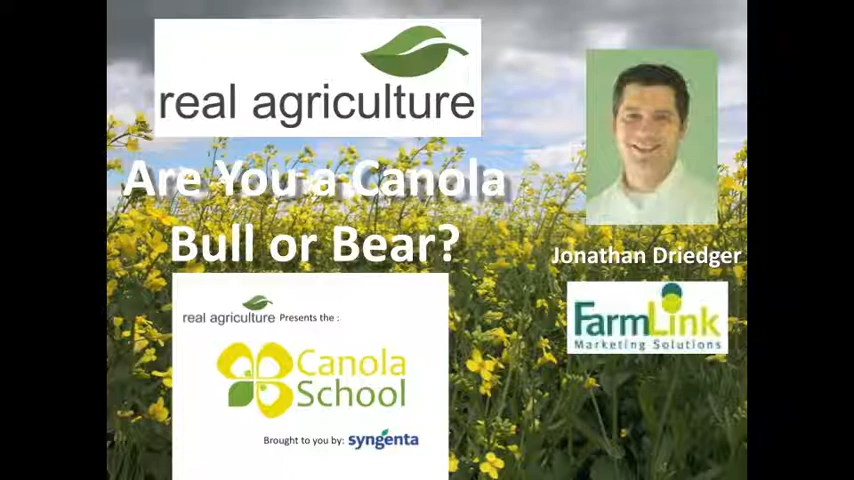 real agriculture
Are You a Canola
Bull or Bear?
Jonathan Driedger
FarmLink
Marketing Solutions
real agriculture Presents the :
Canola
School
Brought to you by: syngenta